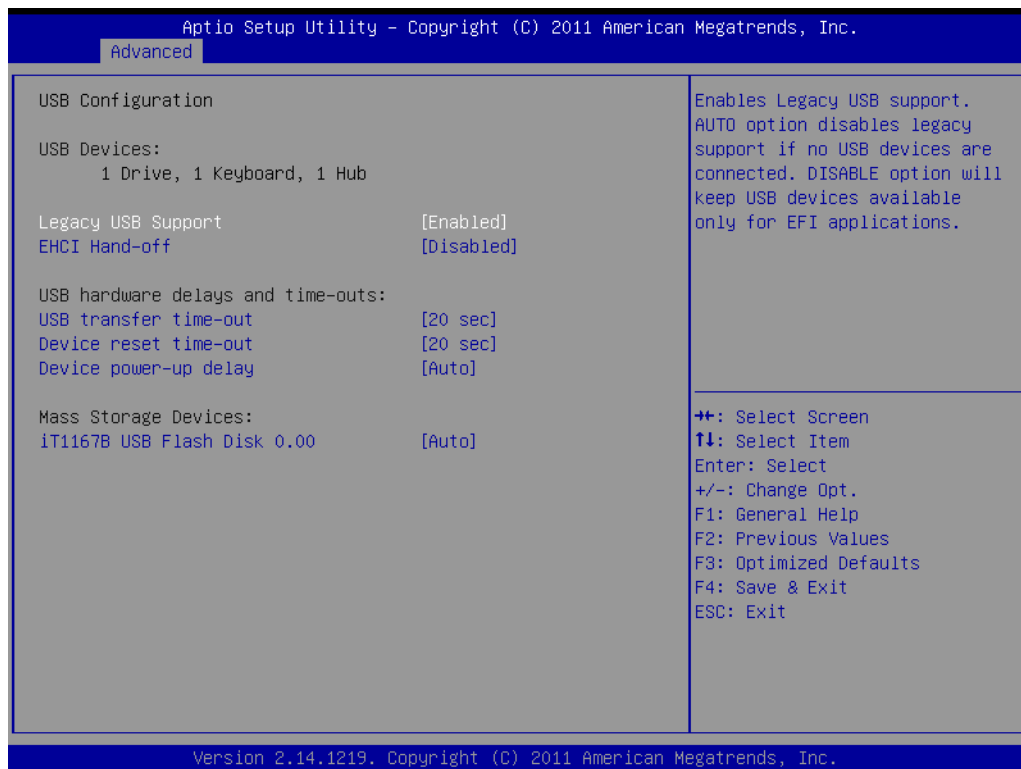 Aptio Setup Utility – Copyright (C) 2011 American Megatrends, Inc.
Advanced
USB Configuration
USB Devices:
1 Drive, 1 Keyboard, 1 Hub
Legacy USB Support [Enabled]
EHCI Hand-off [Disabled]
USB hardware delays and time-outs:
USB transfer time-out [20 sec]
Device reset time-out [20 sec]
Device power-up delay [Auto]
Mass Storage Devices:
iT1167B USB Flash Disk 0.00 [Auto]
Enables Legacy USB support.
AUTO option disables legacy
support if no USB devices are
connected. DISABLE option will
keep USB devices available
only for EFI applications.
→←: Select Screen
↑↓: Select Item
Enter: Select
+/-: Change Opt.
F1: General Help
F2: Previous Values
F3: Optimized Defaults
F4: Save & Exit
ESC: Exit
Version 2.14.1219. Copyright (C) 2011 American Megatrends, Inc.